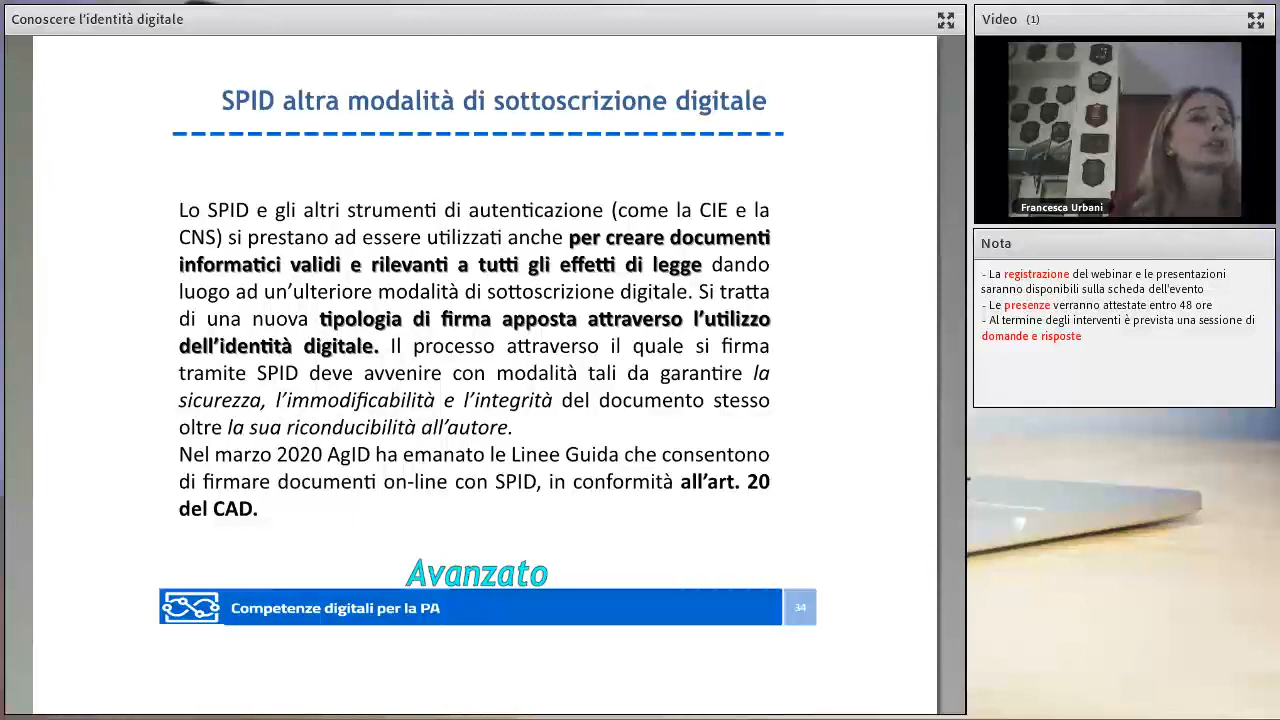 Conoscere l'identità digitale
SPID altra modalità di sottoscrizione digitale
Lo SPID e gli altri strumenti di autenticazione (come la CIE e la
CNS) si prestano ad essere utilizzati anche per creare documenti
informatici validi e rilevanti a tutti gli effetti di legge dando
luogo ad un'ulteriore modalità di sottoscrizione digitale. Si tratta
di una nuova tipologia di firma apposta attraverso l'utilizzo
dell'identità digitale. Il processo attraverso il quale si firma
tramite SPID deve avvenire con modalità tali da garantire la
sicurezza, l'immodificabilità e l'integrità del documento stesso
oltre la sua riconducibilità all'autore.
Nel marzo 2020 AgID ha emanato le Linee Guida che consentono
di firmare documenti on-line con SPID, in conformità all'art. 20
del CAD.
Avanzato
Competenze digitali per la PA
34
Video (1)
Francesca Urbani
Nota
- La registrazione del webinar e le presentazioni
saranno disponibili sulla scheda dell'evento
- Le presenze verranno attestate entro 48 ore
- Al termine degli interventi è prevista una sessione di
domande e risposte